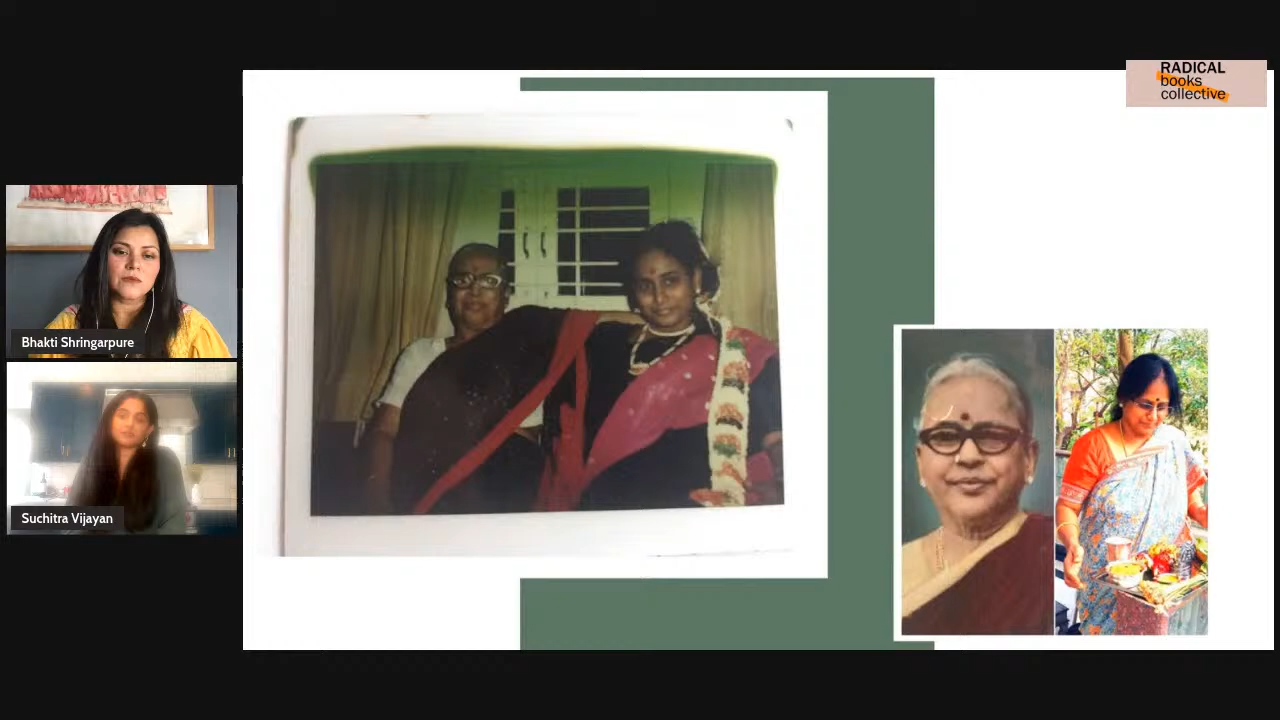 RADICAL
books
collective
Bhakti Shringarpure
Suchitra Vijayan